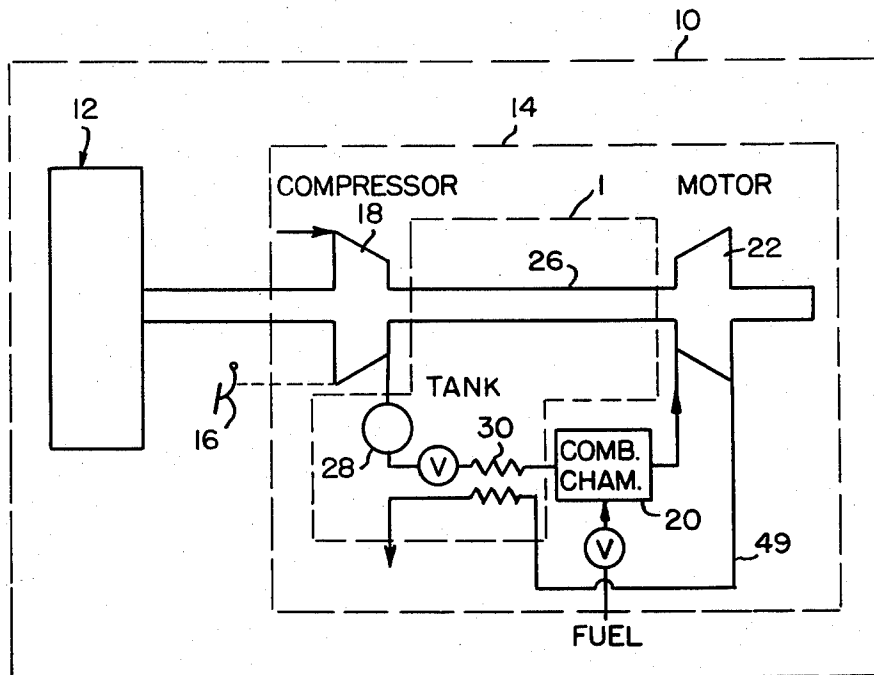 10
12
14
COMPRESSOR
1
MOTOR
18
26
22
TANK
16
28
V
30
COMB.
CHAM.
20
V
49
FUEL